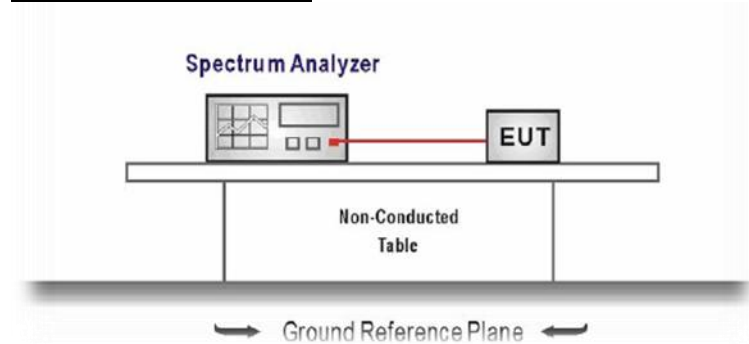 Spectrum Analyzer
EUT
Non-Conducted
Table
Ground Reference Plane